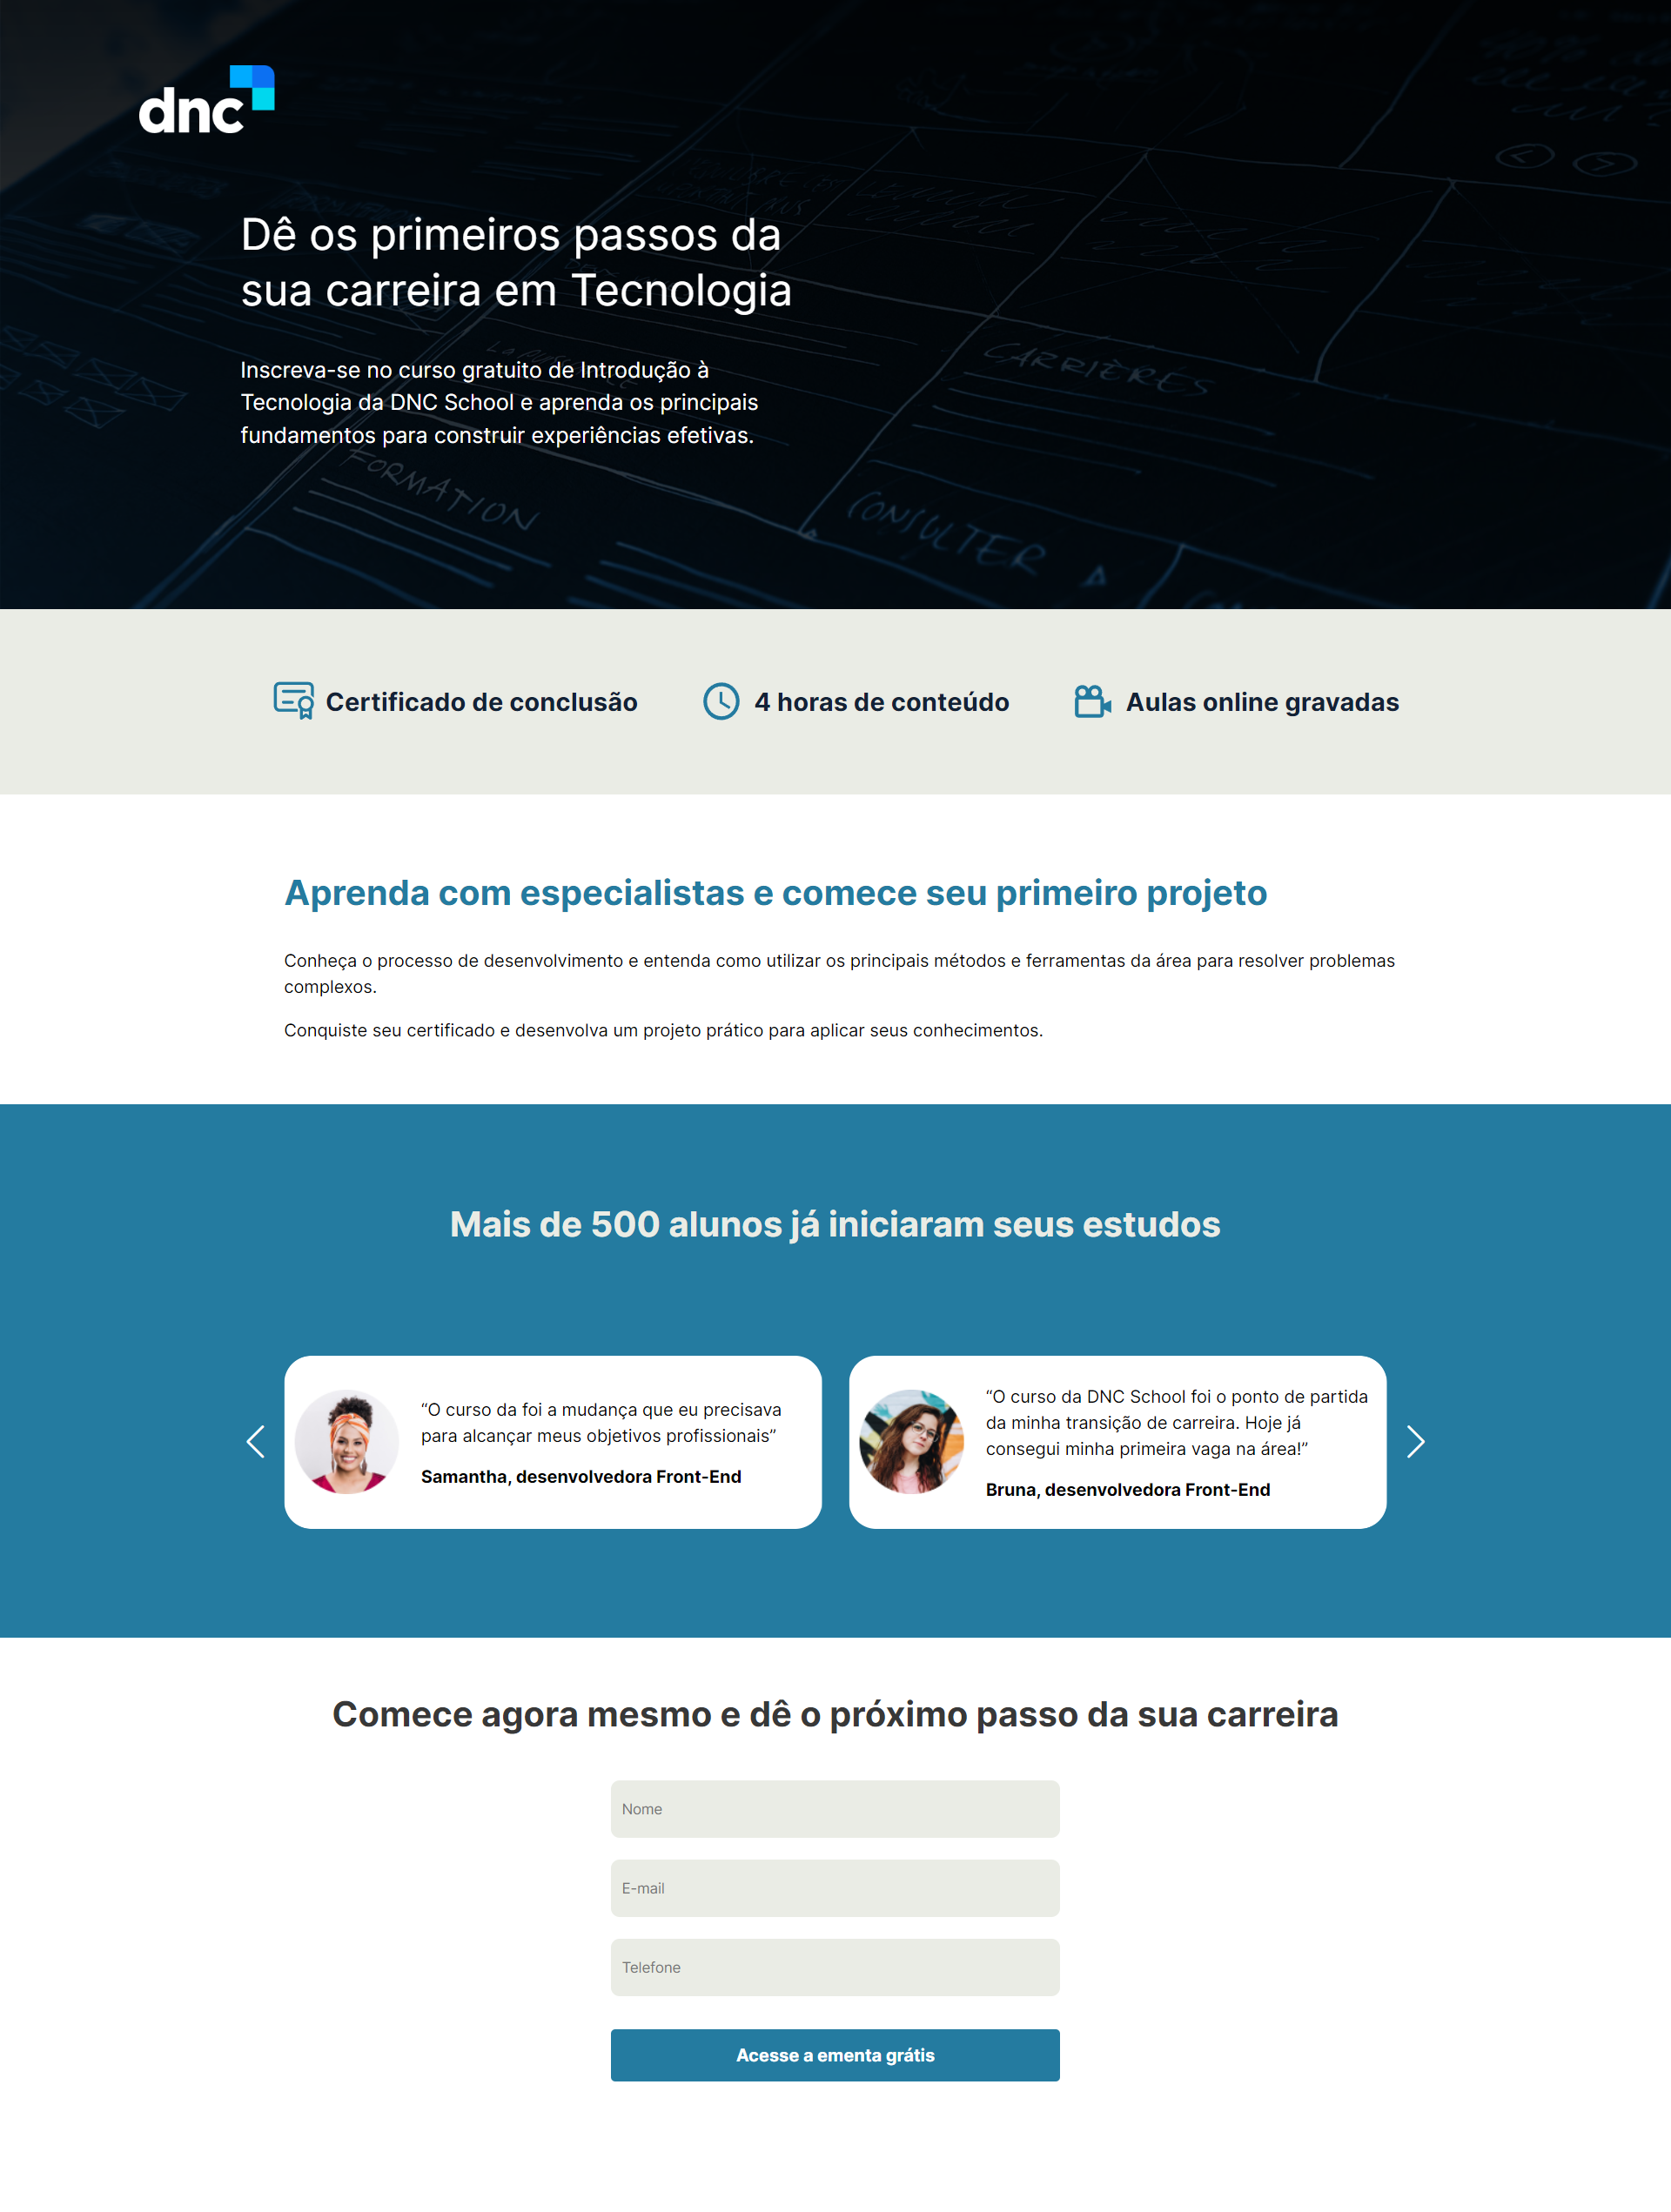 dnc
Dê os primeiros passos da
sua carreira em Tecnologia
Inscreva-se no curso gratuito de Introdução à
Tecnologia da DNC School e aprenda os principais
fundamentos para construir experiências efetivas.
CARRIÈRES
FORMATION
CONSULTER
Certificado de conclusão
4 horas de conteúdo
Aulas online gravadas
Aprenda com especialistas e comece seu primeiro projeto
Conheça o processo de desenvolvimento e entenda como utilizar os principais métodos e ferramentas da área para resolver problemas
complexos.
Conquiste seu certificado e desenvolva um projeto prático para aplicar seus conhecimentos.
Mais de 500 alunos já iniciaram seus estudos
“O curso da foi a mudança que eu precisava
para alcançar meus objetivos profissionais”
Samantha, desenvolvedora Front-End
“O curso da DNC School foi o ponto de partida
da minha transição de carreira. Hoje já
consegui minha primeira vaga na área!”
Bruna, desenvolvedora Front-End
Comece agora mesmo e dê o próximo passo da sua carreira
Nome
E-mail
Telefone
Acesse a ementa grátis